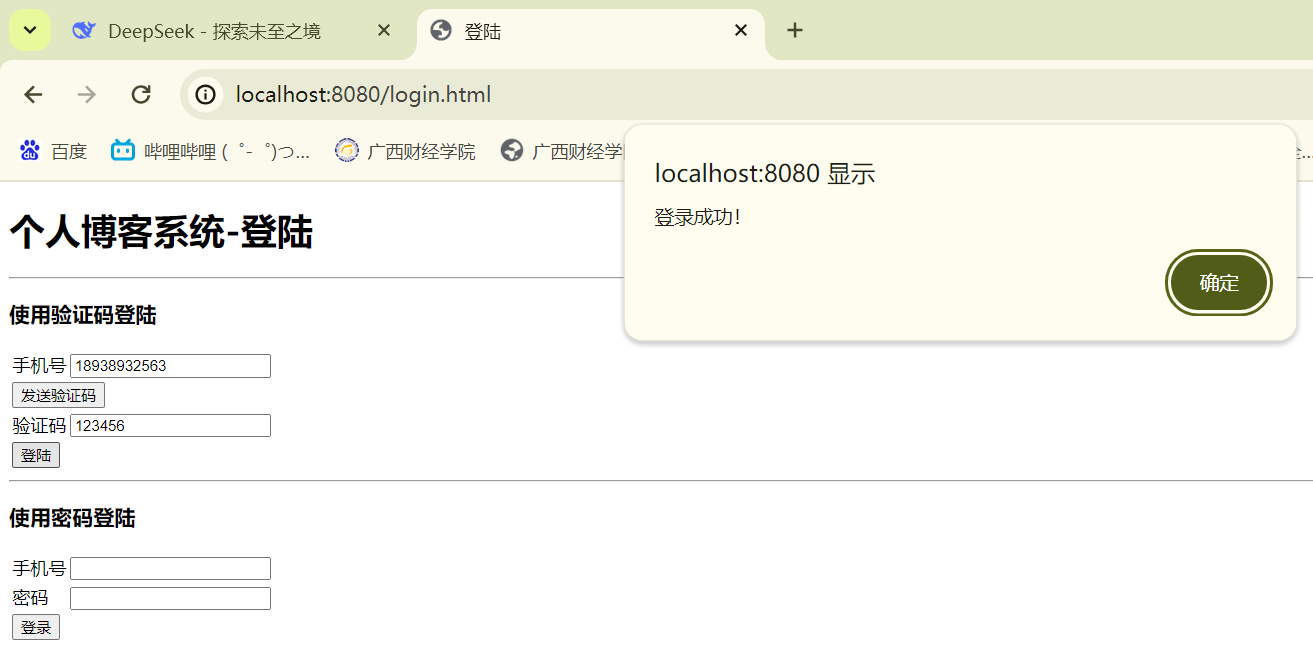 DeepSeek - 探索未至之境
登陆
localhost:8080/login.html
百度
哔哩哔哩 (゜-゜)つ...
广西财经学院
广西财经学
localhost:8080 显示
登录成功!
确定
个人博客系统-登陆
使用验证码登陆
手机号 18938932563
发送验证码
验证码 123456
登陆
使用密码登陆
手机号
密码
登录